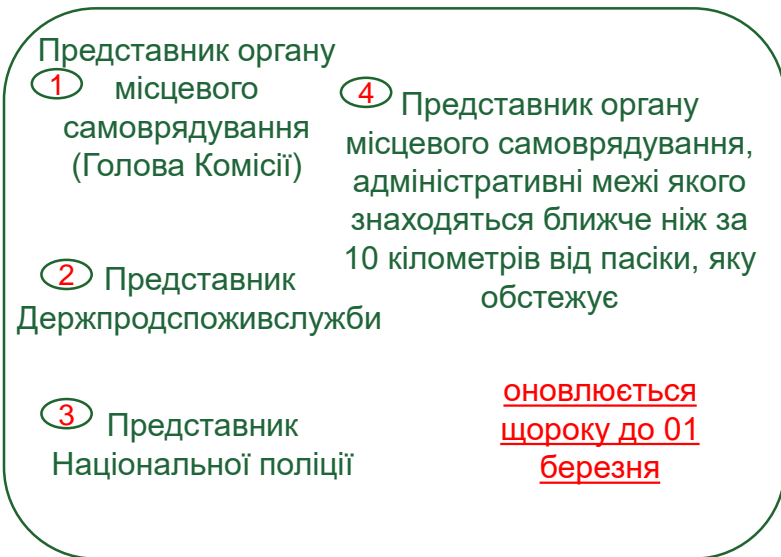 Представник органу
1 місцевого
самоврядування
(Голова Комісії)
2 Представник
Держпродспоживслужби
3 Представник
Національної поліції
4 Представник органу
місцевого самоврядування,
адміністративні межі якого
знаходяться ближче ніж за
10 кілометрів від пасіки, яку
обстежує
оновлюється
щороку до 01
березня